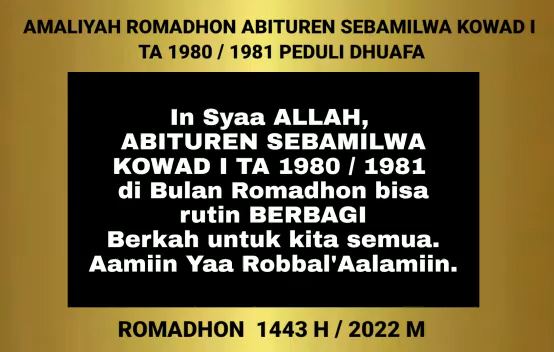 AMALIYAH ROMADHON ABITUREN SEBAMILWA KOWAD I
TA 1980 / 1981 PEDULI DHUAFA
In Syaa ALLAH,
ABITUREN SEBAMILWA
KOWAD I TA 1980 / 1981
di Bulan Romadhon bisa
rutin BERBAGI
Berkah untuk kita semua.
Aamiin Yaa Robbal'Aalamiin.
ROMADHON 1443 H / 2022 M